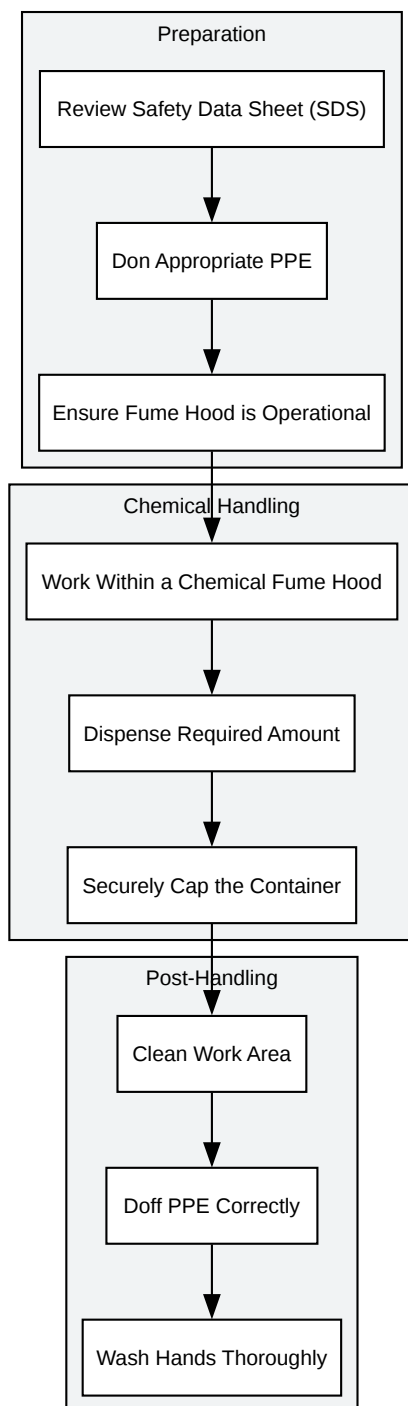 Preparation
Review Safety Data Sheet (SDS)
Don Appropriate PPE
Ensure Fume Hood is Operational
Chemical Handling
Work Within a Chemical Fume Hood
Dispense Required Amount
Securely Cap the Container
Post-Handling
Clean Work Area
Doff PPE Correctly
Wash Hands Thoroughly